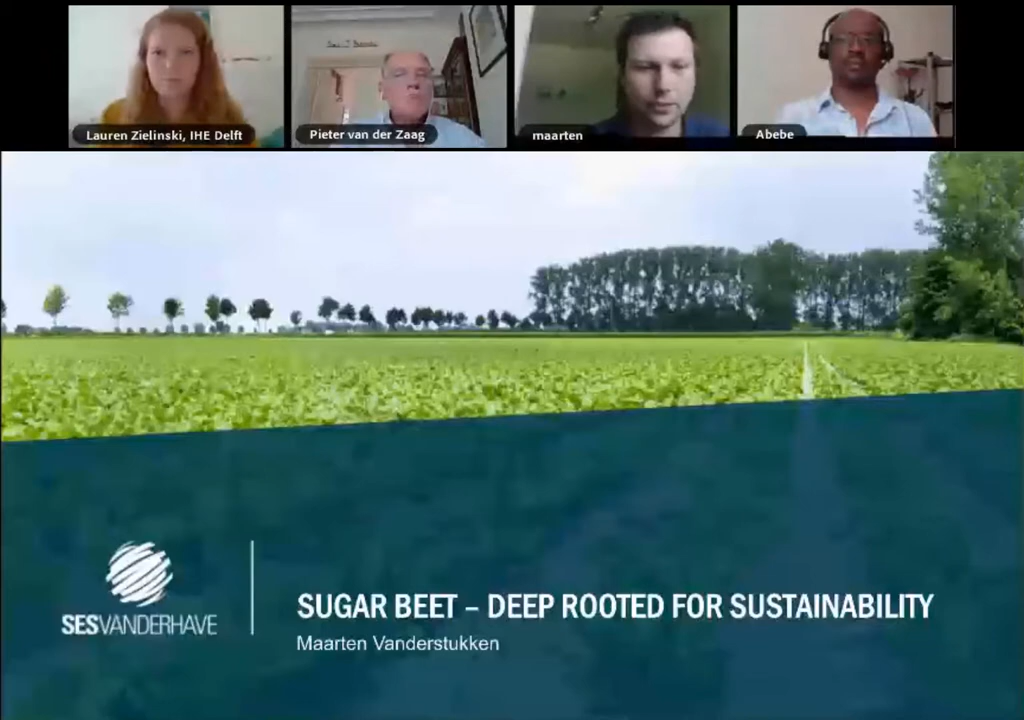 Lauren Zielinski, IHE Delft
Pieter van der Zaag
maarten
Abebe
SESVANDERHAVE
SUGAR BEET – DEEP ROOTED FOR SUSTAINABILITY
Maarten Vanderstukken